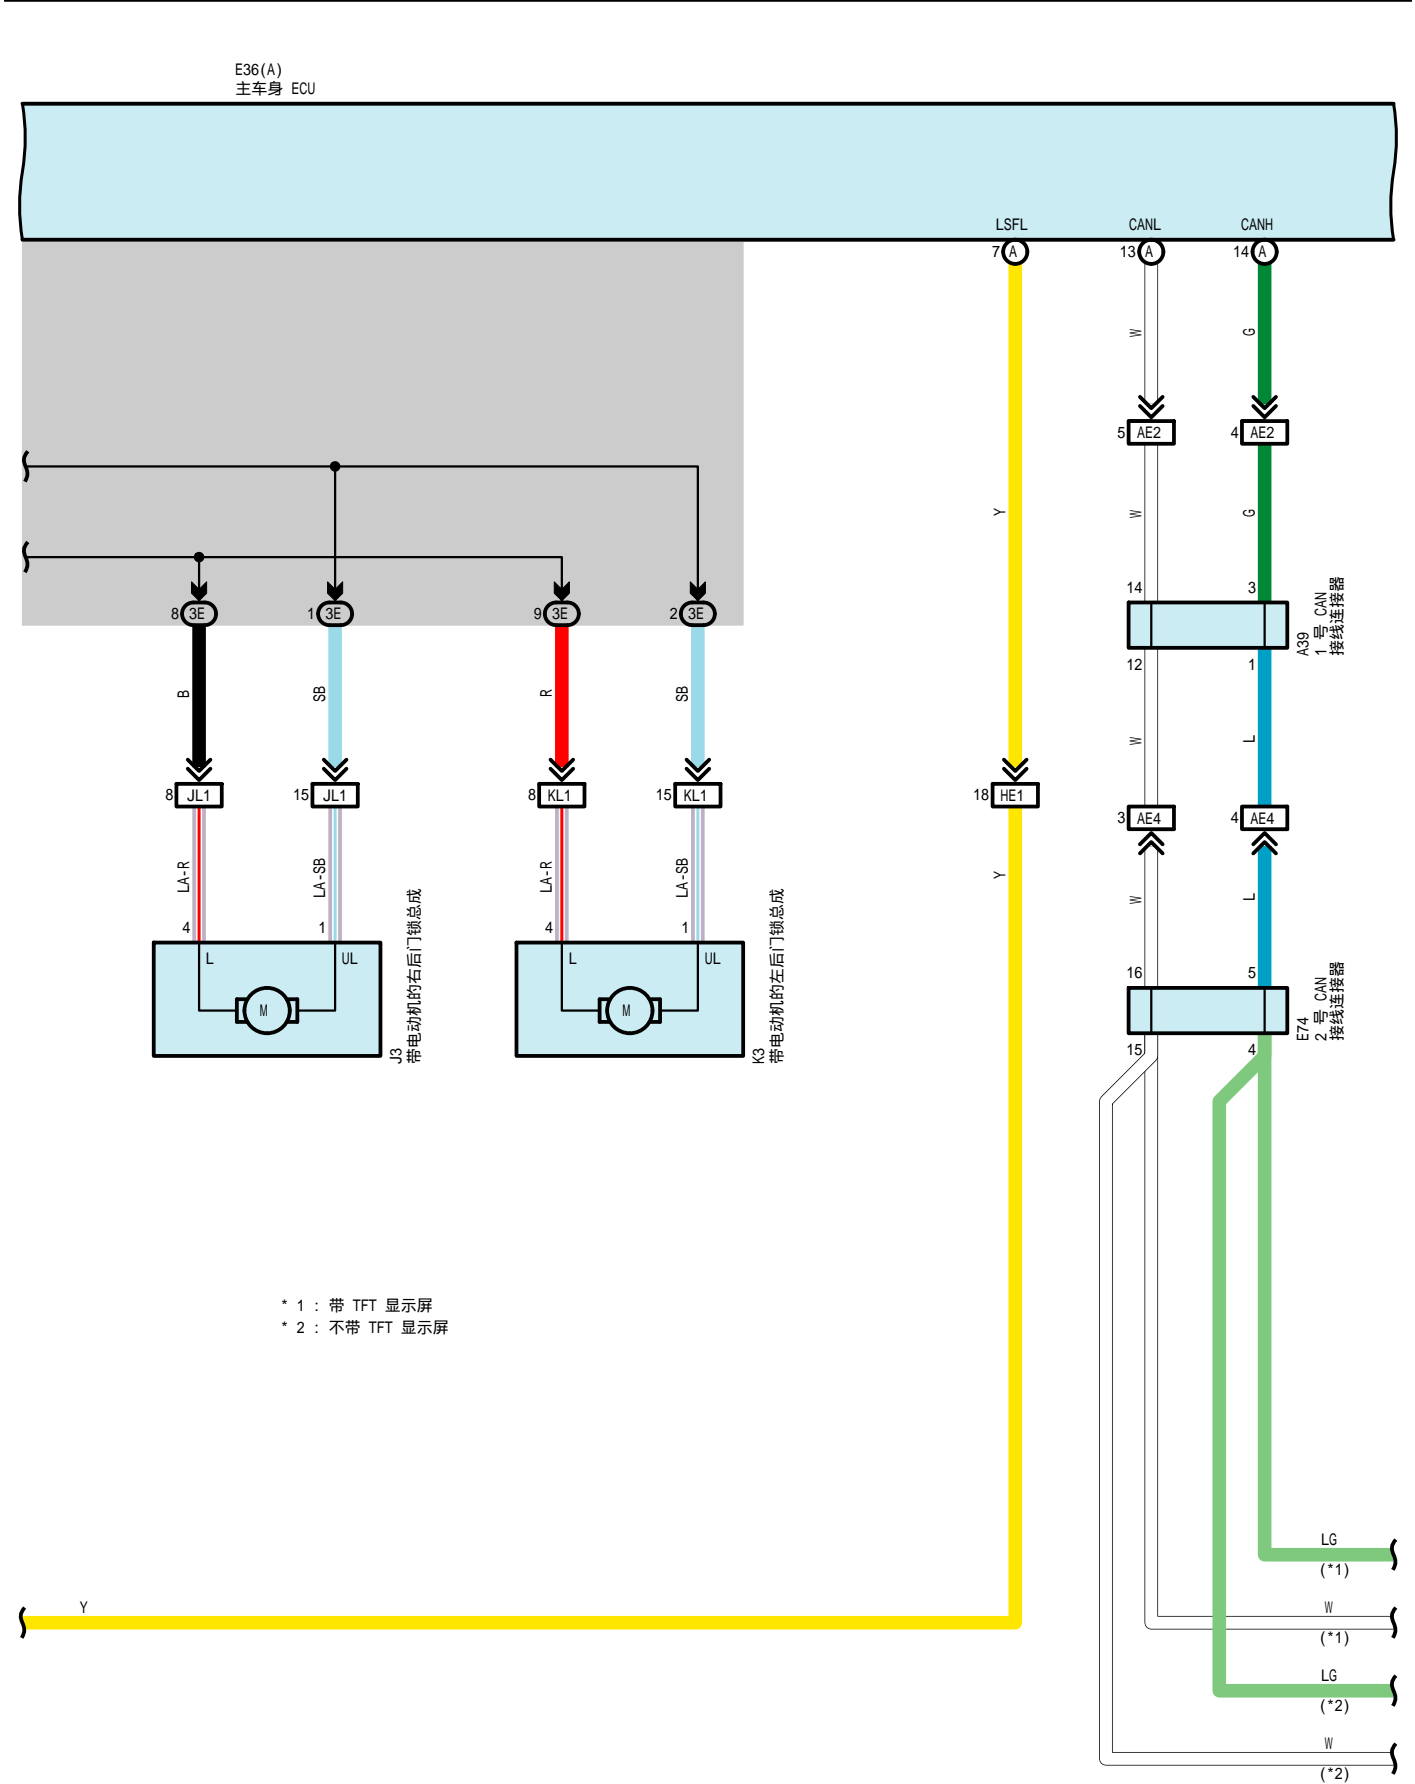 E36(A)
主车身 ECU
LSFL
CANL
CANH
7 A
13 A
14 A
W
G
5 AE2
4 AE2
Y
W
G
14
3
8 3E
1 3E
9 3E
2 3E
A39
1 号 CAN
接线连接器
12
1
B
SB
R
SB
W
L
8 JL1
15 JL1
8 KL1
15 KL1
18 HE1
3 AE4
4 AE4
LA-R
LA-SB
LA-R
LA-SB
Y
W
L
4
1
4
1
L
UL
L
UL
M
M
J3
带电动机的右后门锁总成
K3
带电动机的左后门锁总成
16
5
E74
2 号 CAN
接线连接器
15
4
* 1 : 带 TFT 显示屏
* 2 : 不带 TFT 显示屏
LG
(*1)
Y
W
(*1)
LG
(*2)
W
(*2)